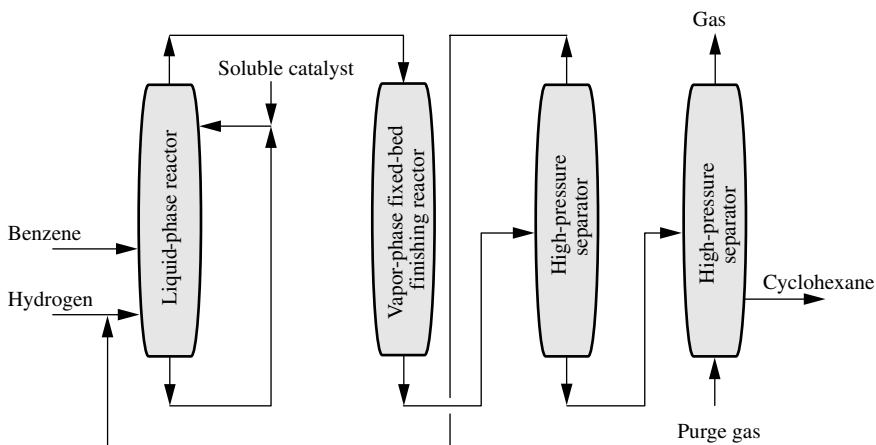 Gas
Soluble catalyst
Liquid-phase reactor
Vapor-phase fixed-bed
finishing reactor
High-pressure
separator
High-pressure
separator
Benzene
Hydrogen
Cyclohexane
Purge gas